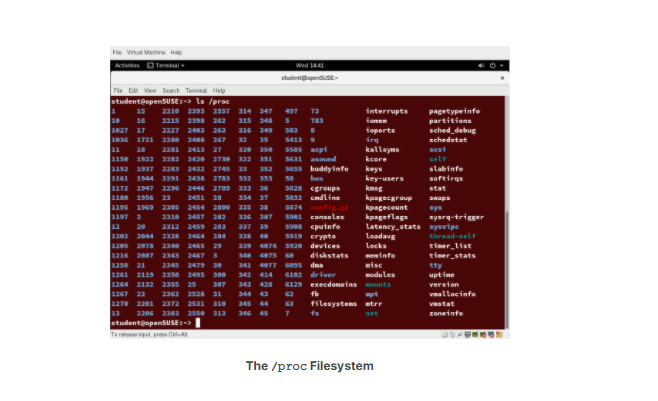 File Virtual Machine Help
Activities Terminal Wed 14:41
student@openSUSE:~
File Edit View Search Terminal Help
student@openSUSE:~> ls /proc
1 15 2210 2393 2557 314 347 497 73 interrupts pagetypeinfo
10 16 2215 2398 262 315 348 5 783 iomem partitions
1027 17 2227 2403 263 316 349 503 8 ioports sched_debug
1036 1721 2280 2408 267 32 35 5413 9 irq schedstat
11 18 2281 2413 27 320 350 5585 acpi kallsyms scsi
1150 1922 2282 2420 2730 322 351 5631 asound kcore self
1152 1937 2283 2432 2745 33 352 5655 buddyinfo keys slabinfo
1161 1944 2291 2438 2783 332 353 58 bus key-users softirqs
1172 1947 2296 2446 2789 333 36 5828 cgroups kmsg stat
1180 1956 23 2451 28 334 37 5832 cmdline kpagecgroup swaps
1195 1969 2305 2454 2800 335 38 5874 config.gz kpagecount sys
1197 2 2310 2457 282 336 387 5901 consoles kpageflags sysrq-trigger
12 20 2312 2459 283 337 39 5908 cpuinfo latency_stats sysvipc
1202 2044 2328 2464 284 338 40 5919 crypto loadavg thread-self
1205 2078 2340 2465 29 339 4074 5920 devices locks timer_list
1216 2087 2343 2467 3 340 4075 60 diskstats meminfo timer_stats
1258 21 2345 2479 30 341 4077 6095 dma misc tty
1261 2119 2350 2495 300 342 414 6102 driver modules uptime
1264 2132 2355 25 307 343 428 6129 execdomains mounts version
1267 22 2362 2528 31 344 43 62 fb mpt vmallocinfo
1270 2201 2372 2531 310 345 44 63 filesystems mtrr vmstat
13 2206 2383 2550 313 346 45 7 fs net zoneinfo
student@openSUSE:~>
To release input, press Ctrl+Alt
The /proc Filesystem